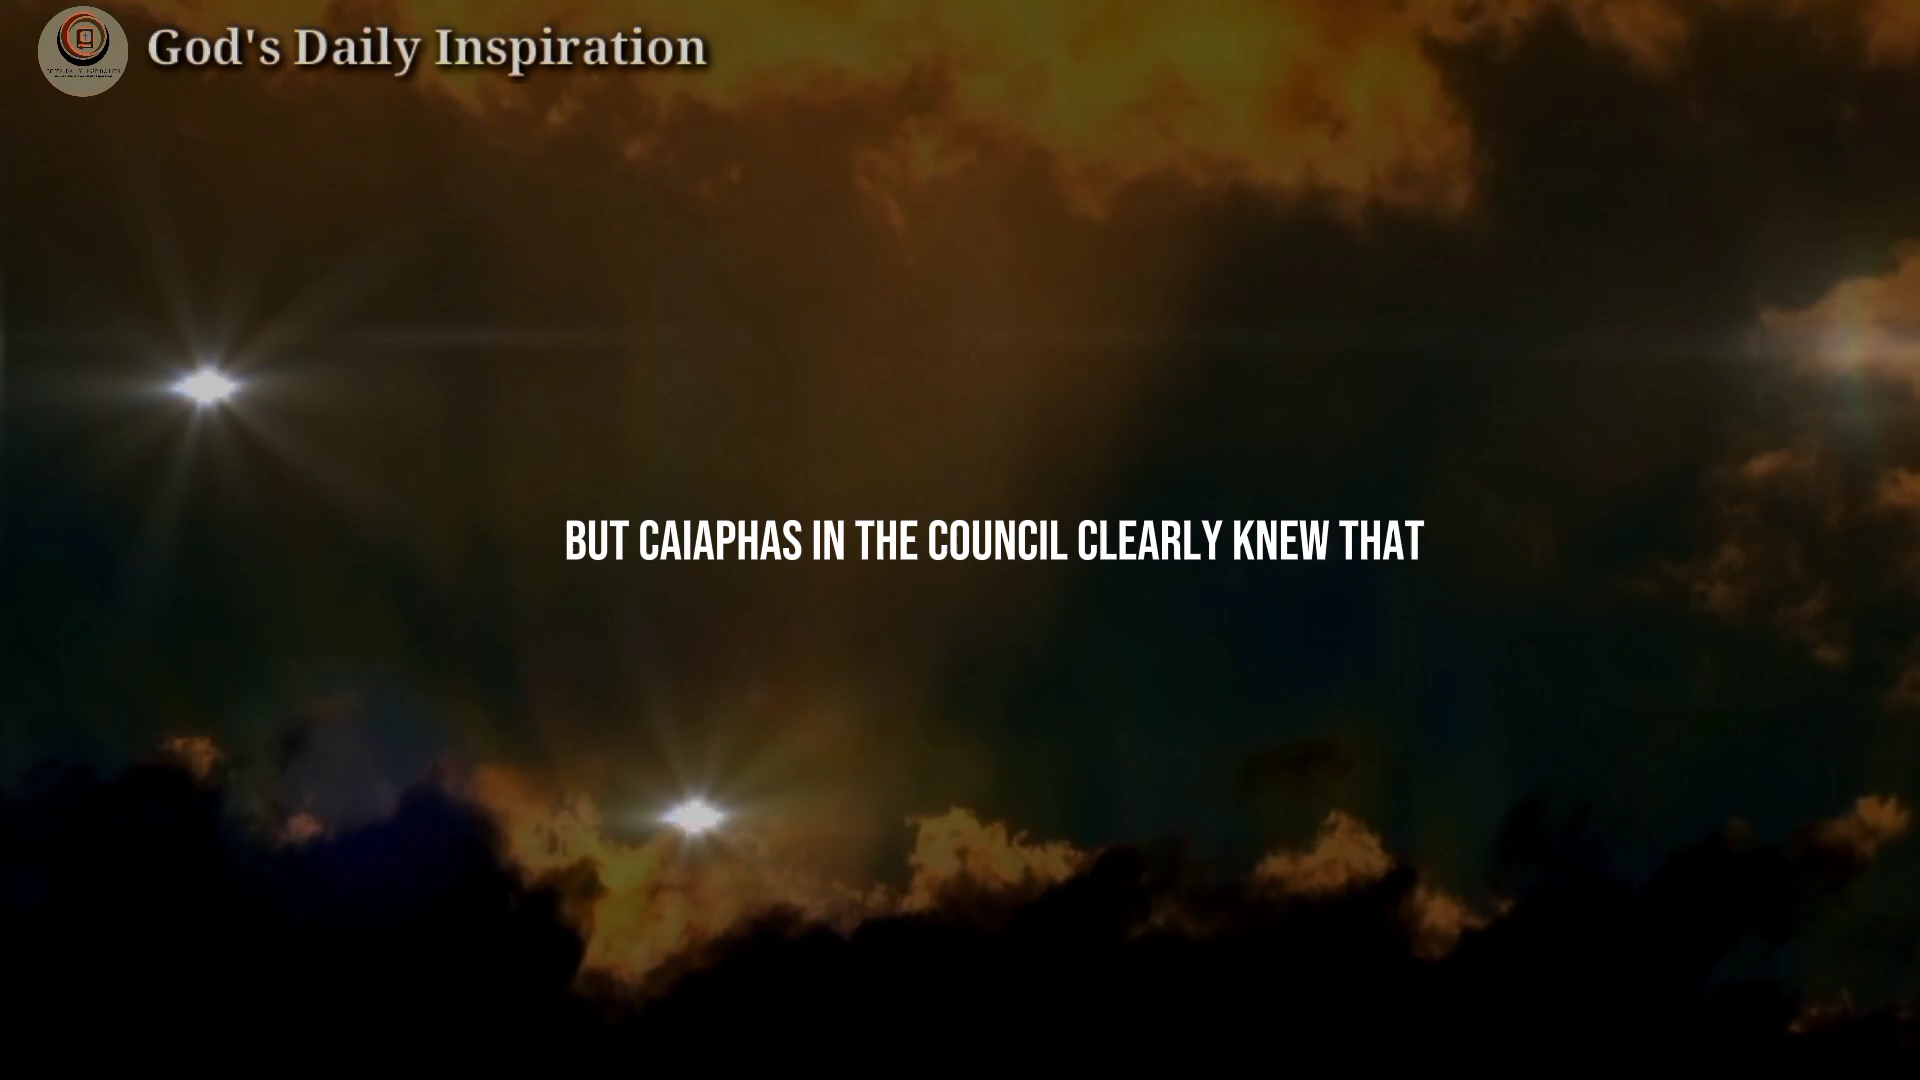 God's Daily Inspiration
BUT CAIAPHAS IN THE COUNCIL CLEARLY KNEW THAT